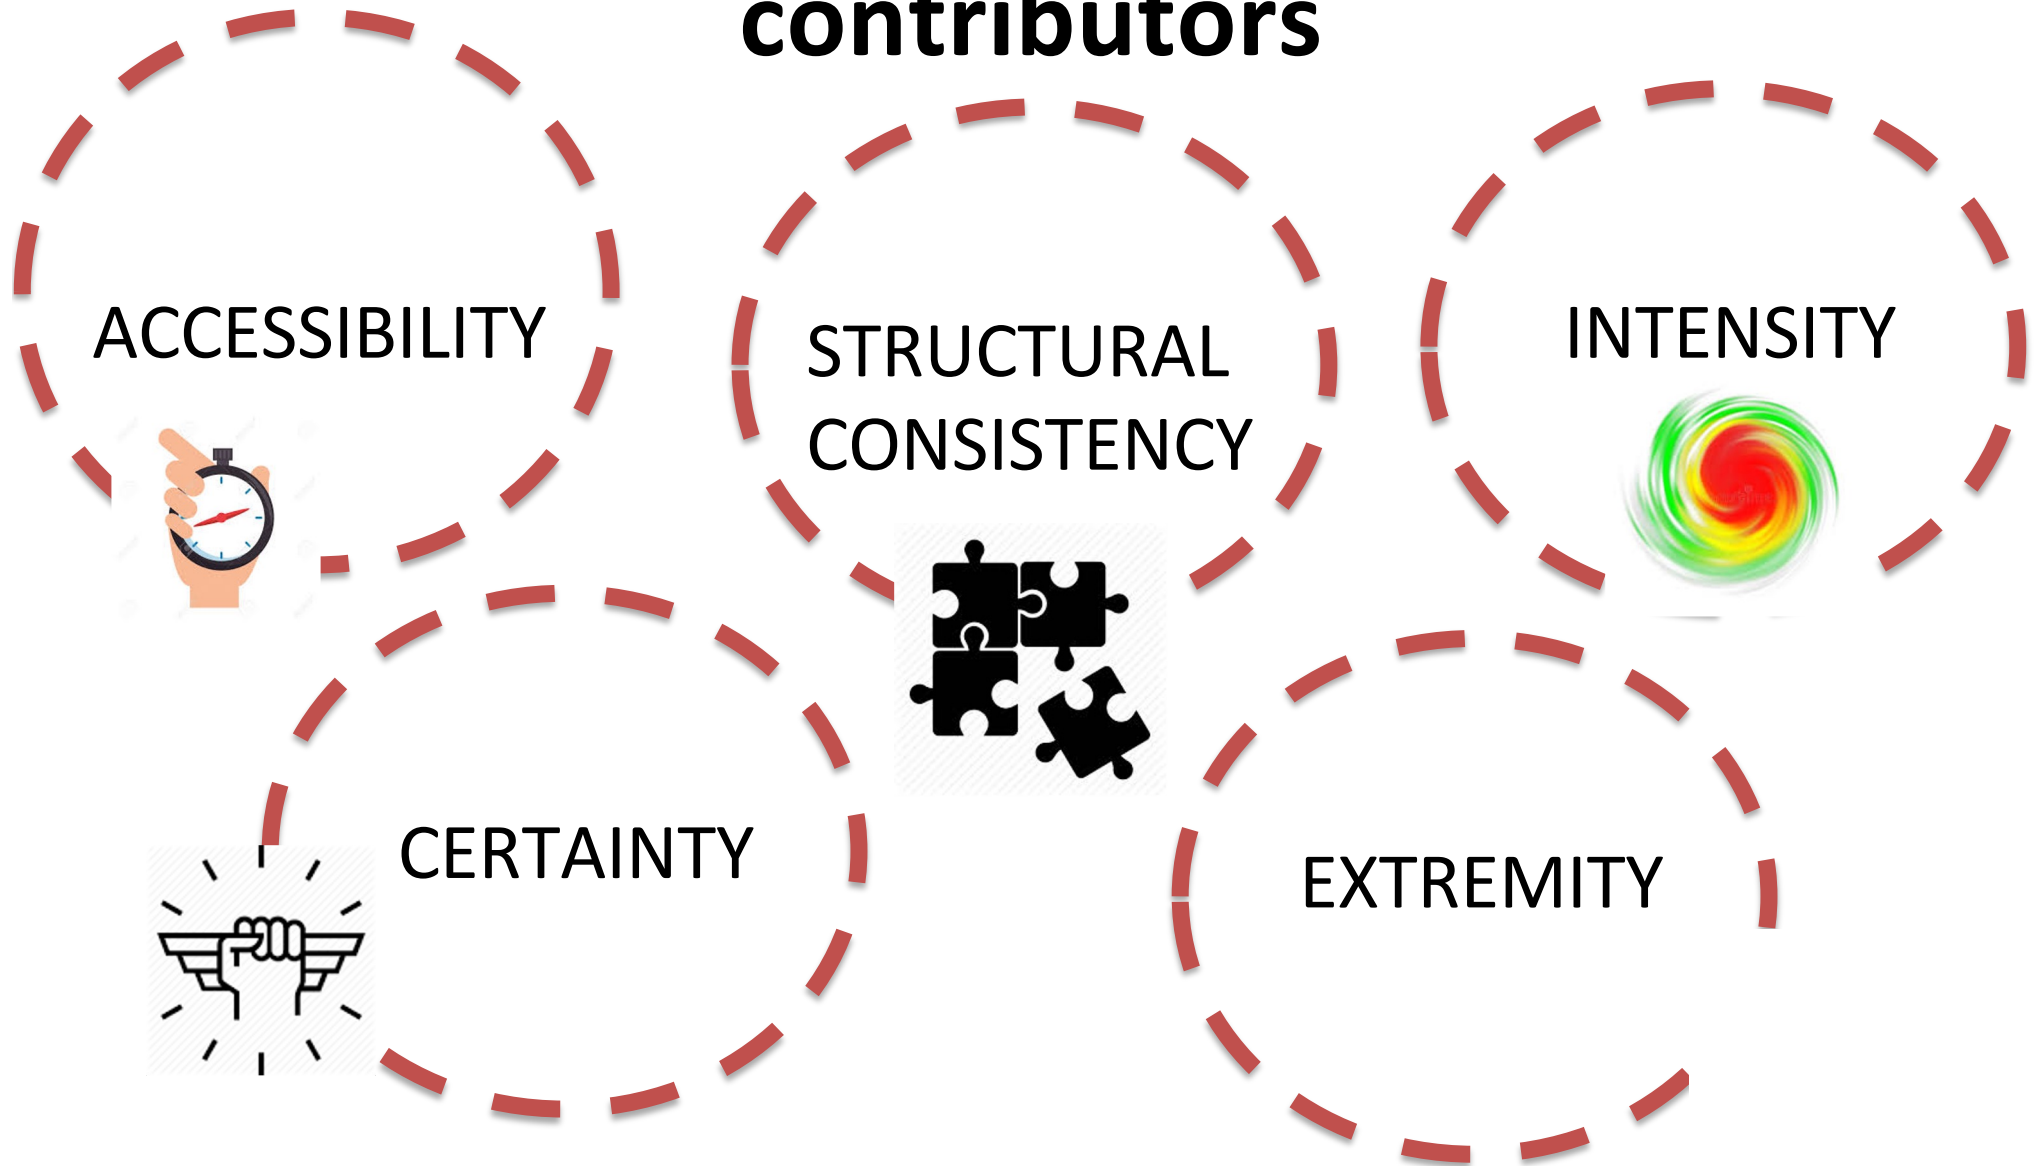 contributors
ACCESSIBILITY
STRUCTURAL
CONSISTENCY
INTENSITY
CERTAINTY
EXTREMITY